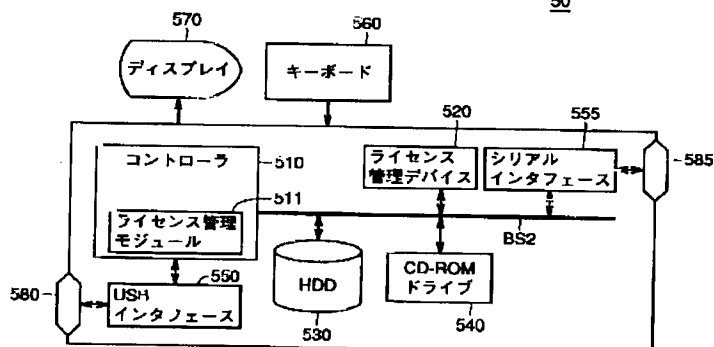 50
570
ディスプレイ
560
キーボード
コントローラ
510
511
ライセンス管理
モジュール
520
ライセンス
管理デバイス
555
シリアル
インタフェース
585
BS2
580
550
USB
インタフェース
HDD
530
CD-ROM
ドライブ
540